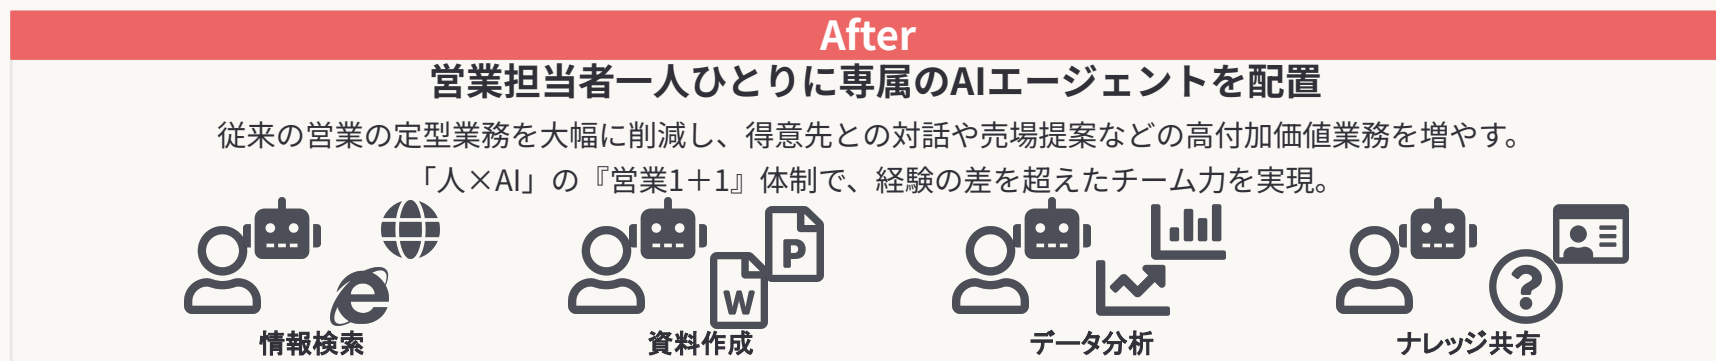 After
営業担当者一人ひとりに専属のAIエージェントを配置
従来の営業の定型業務を大幅に削減し、得意先との対話や売場提案などの高付加価値業務を増やす。
「人×AI」の『営業1＋1』体制で、経験の差を超えたチーム力を実現。
P
W
?
情報検索
資料作成
データ分析
ナレッジ共有